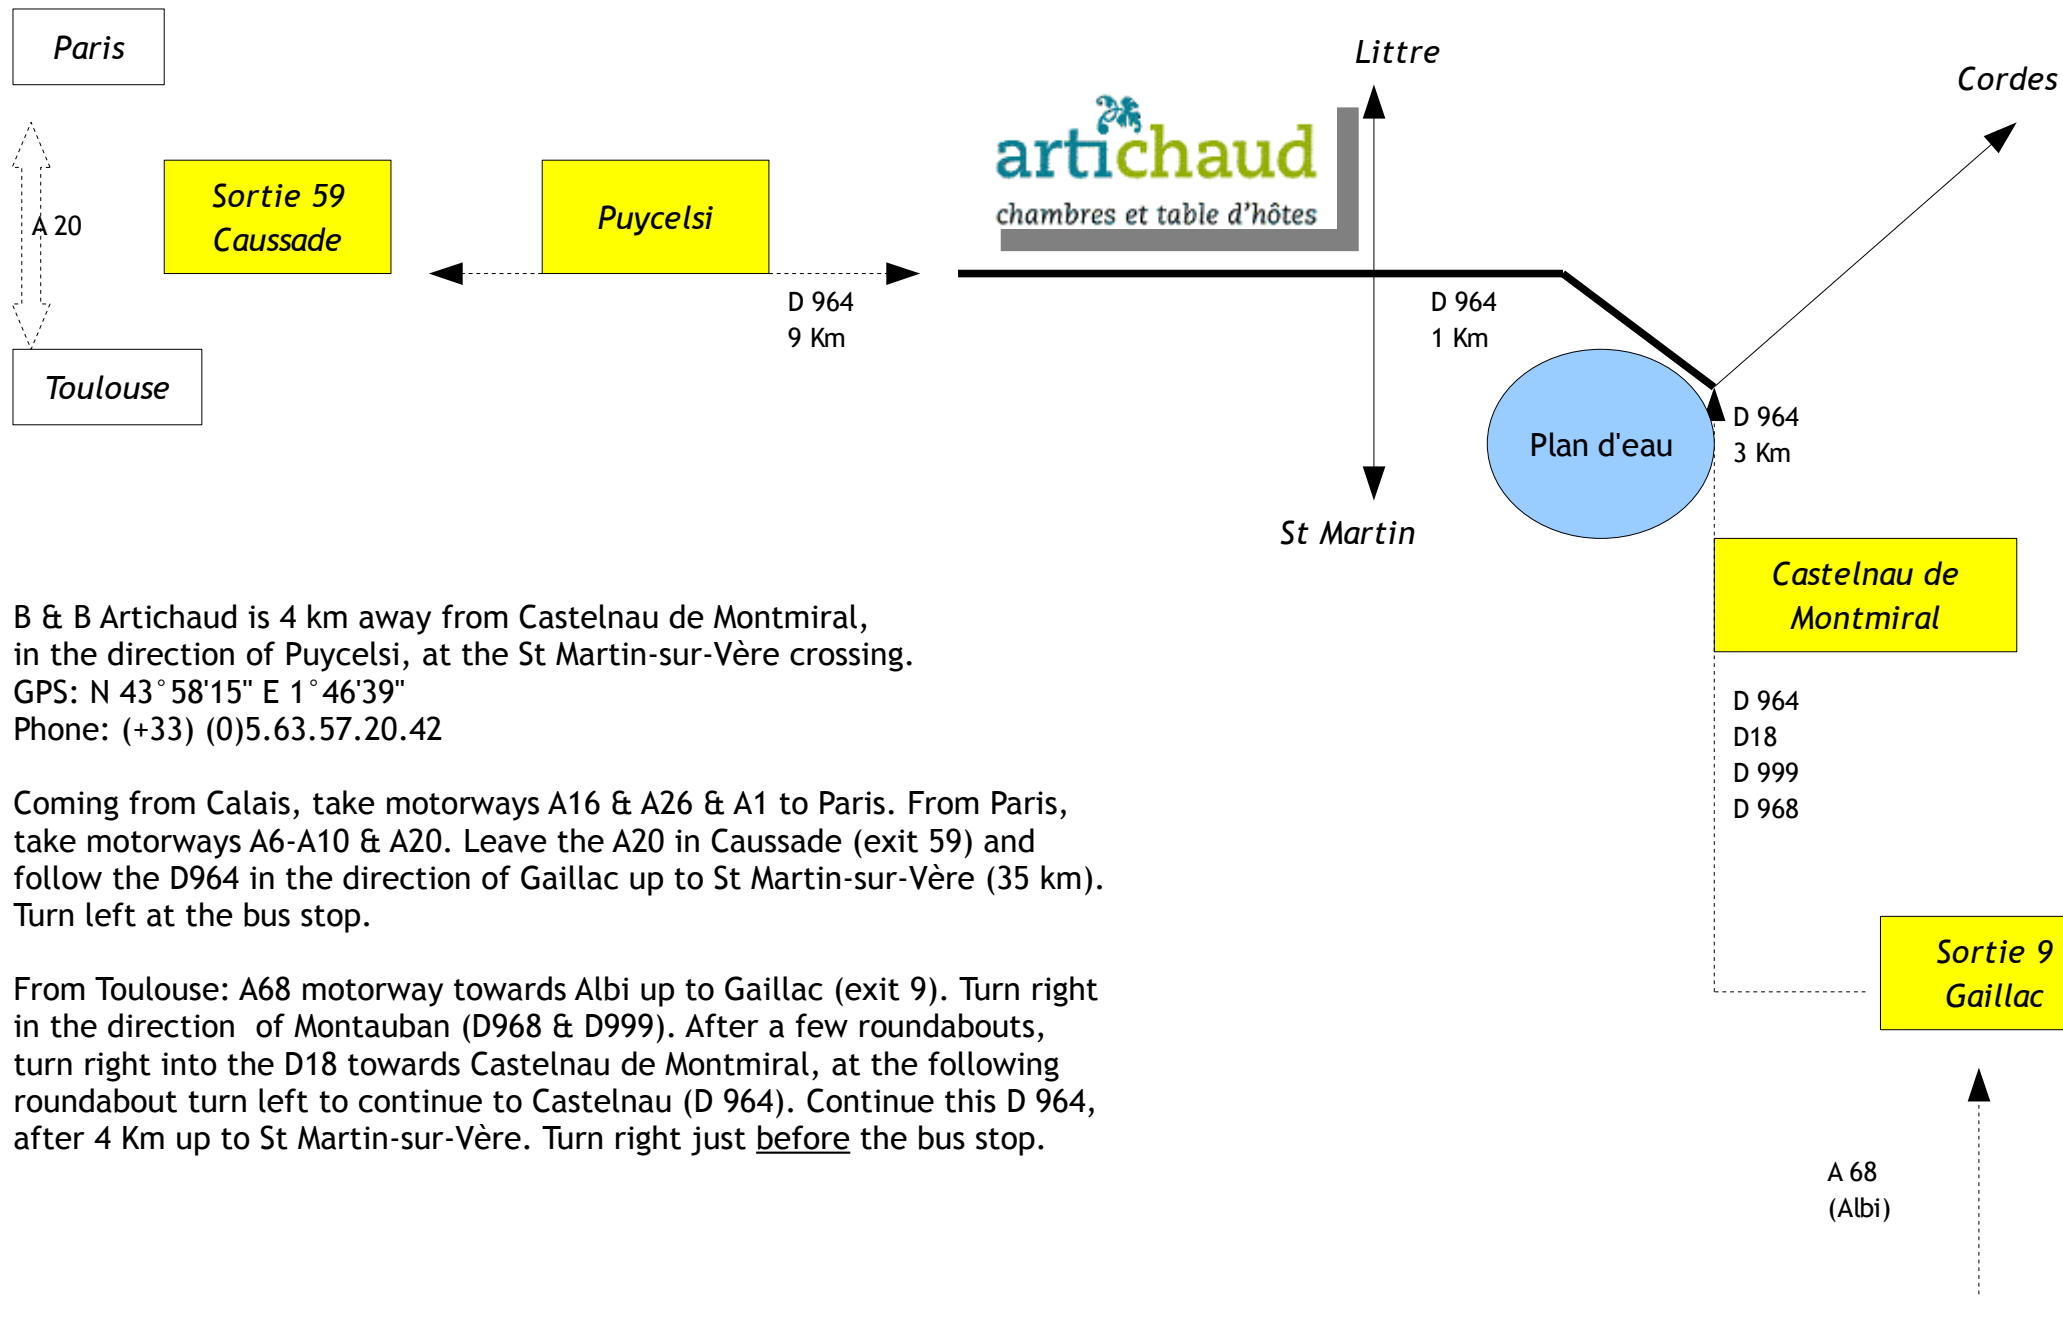 Paris
Littre
Cordes
artichaud
chambres et table d'hôtes
Sortie 59
Caussade
Puycelsi
A 20
D 964
9 Km
D 964
1 Km
Toulouse
Plan d'eau
D 964
3 Km
St Martin
Castelnau de
Montmiral
B & B Artichaud is 4 km away from Castelnau de Montmiral,
in the direction of Puycelsi, at the St Martin-sur-Vère crossing.
GPS: N 43°58'15" E 1°46'39"
Phone: (+33) (0)5.63.57.20.42
D 964
D18
D 999
D 968
Coming from Calais, take motorways A16 & A26 & A1 to Paris. From Paris,
take motorways A6-A10 & A20. Leave the A20 in Caussade (exit 59) and
follow the D964 in the direction of Gaillac up to St Martin-sur-Vère (35 km).
Turn left at the bus stop.
Sortie 9
Gaillac
From Toulouse: A68 motorway towards Albi up to Gaillac (exit 9). Turn right
in the direction  of Montauban (D968 & D999). After a few roundabouts,
turn right into the D18 towards Castelnau de Montmiral, at the following
roundabout turn left to continue to Castelnau (D 964). Continue this D 964,
after 4 Km up to St Martin-sur-Vère. Turn right just before the bus stop.
A 68
(Albi)